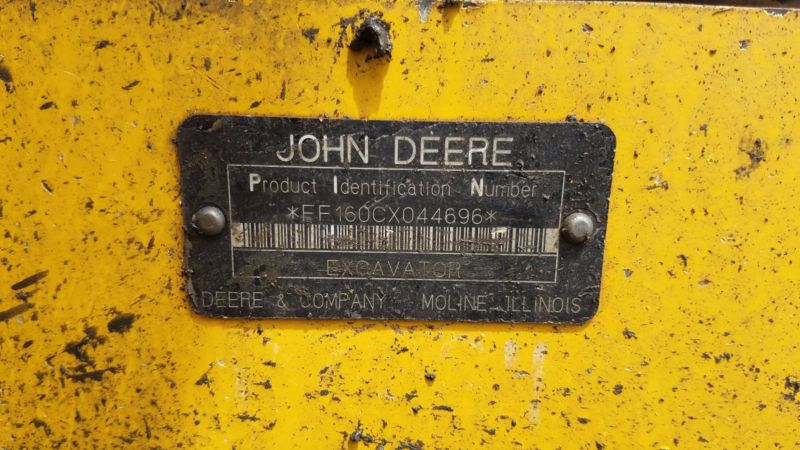 JOHN DEERE
Product Identification Number
*FF160CX044696*
EXCAVATOR
DEERE & COMPANY MOLINE, ILLINOIS